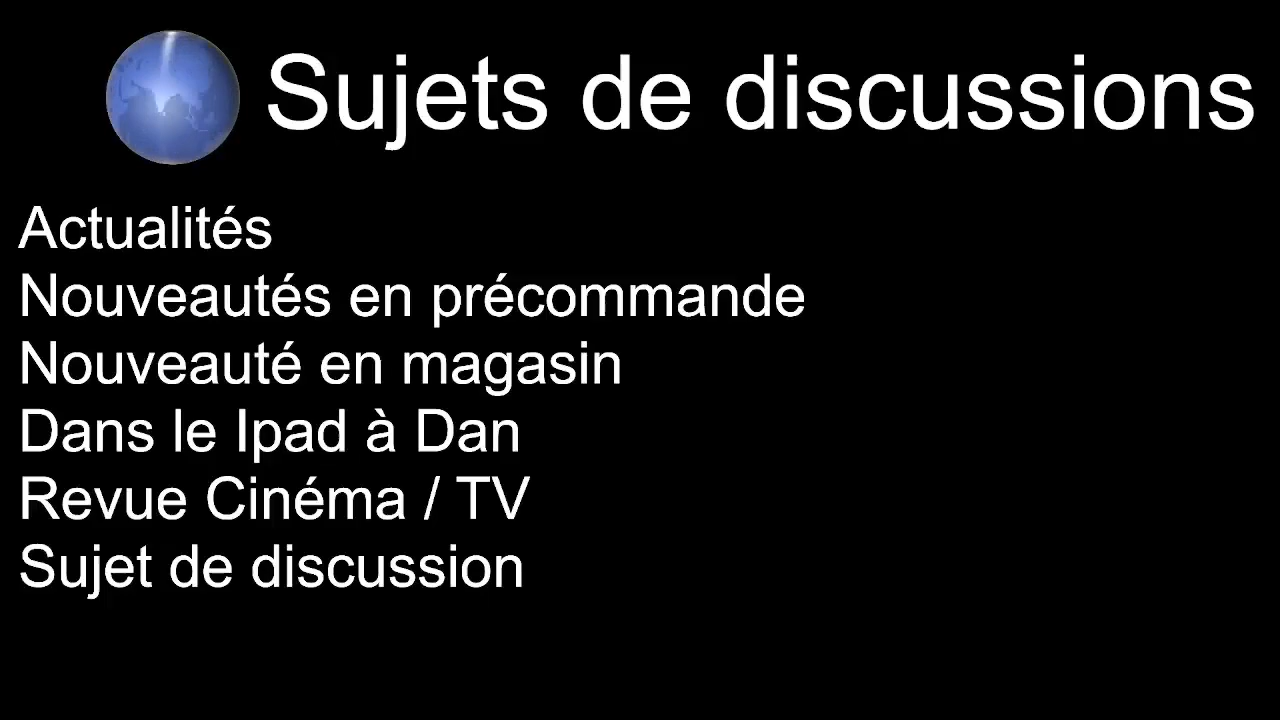 Sujets de discussions
Actualités
Nouveautés en précommande
Nouveauté en magasin
Dans le Ipad à Dan
Revue Cinéma / TV
Sujet de discussion